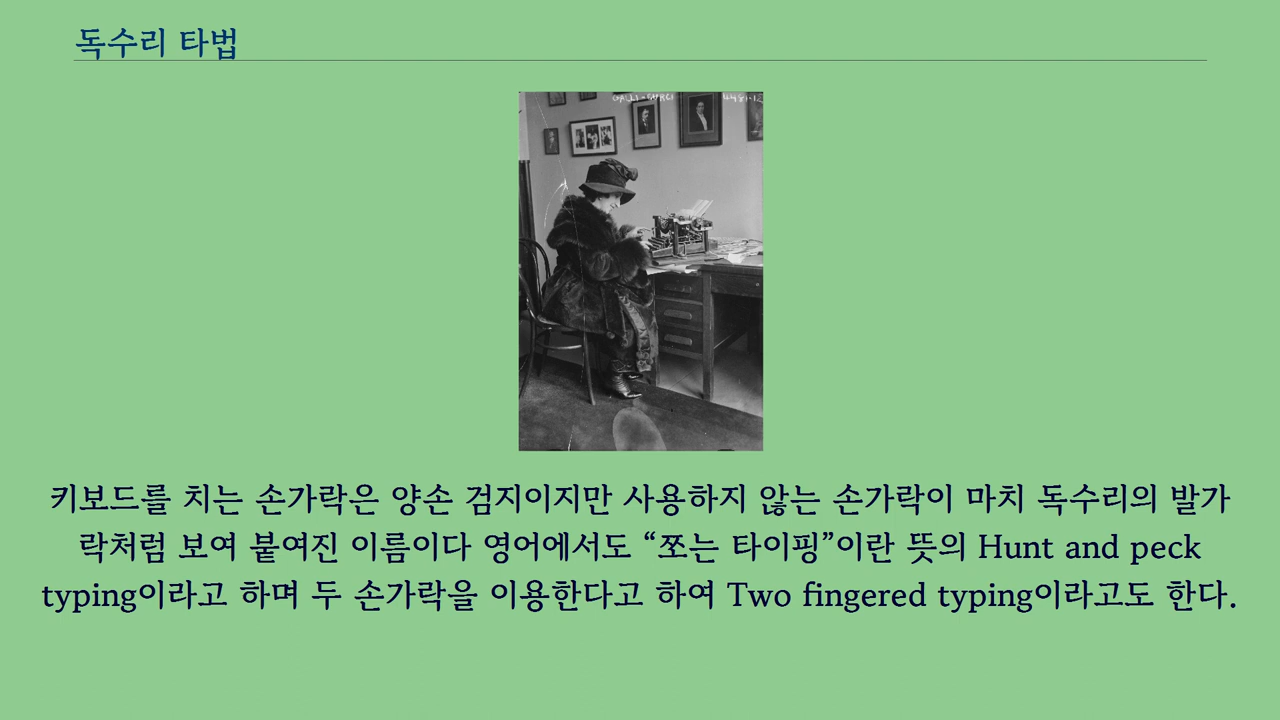 독수리 타법
GALLI-CURCI
키보드를 치는 손가락은 양손 검지이지만 사용하지 않는 손가락이 마치 독수리의 발가
락처럼 보여 붙여진 이름이다 영어에서도 “쪼는 타이핑”이란 뜻의 Hunt and peck
typing이라고 하며 두 손가락을 이용한다고 하여 Two fingered typing이라고도 한다.